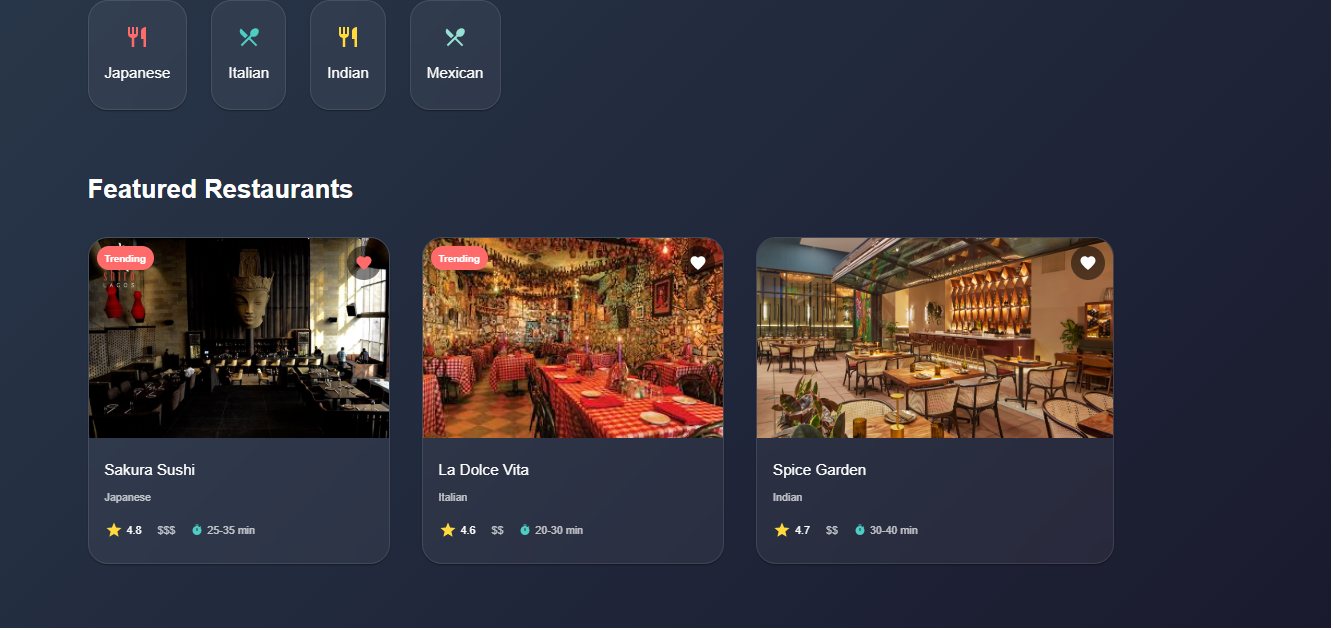 Japanese
Italian
Indian
Mexican
Featured Restaurants
Trending
LAGOS
Trending
Sakura Sushi
La Dolce Vita
Spice Garden
Japanese
Italian
Indian
4.8 $$$ 25-35 min
4.6 $$ 20-30 min
4.7 $$ 30-40 min